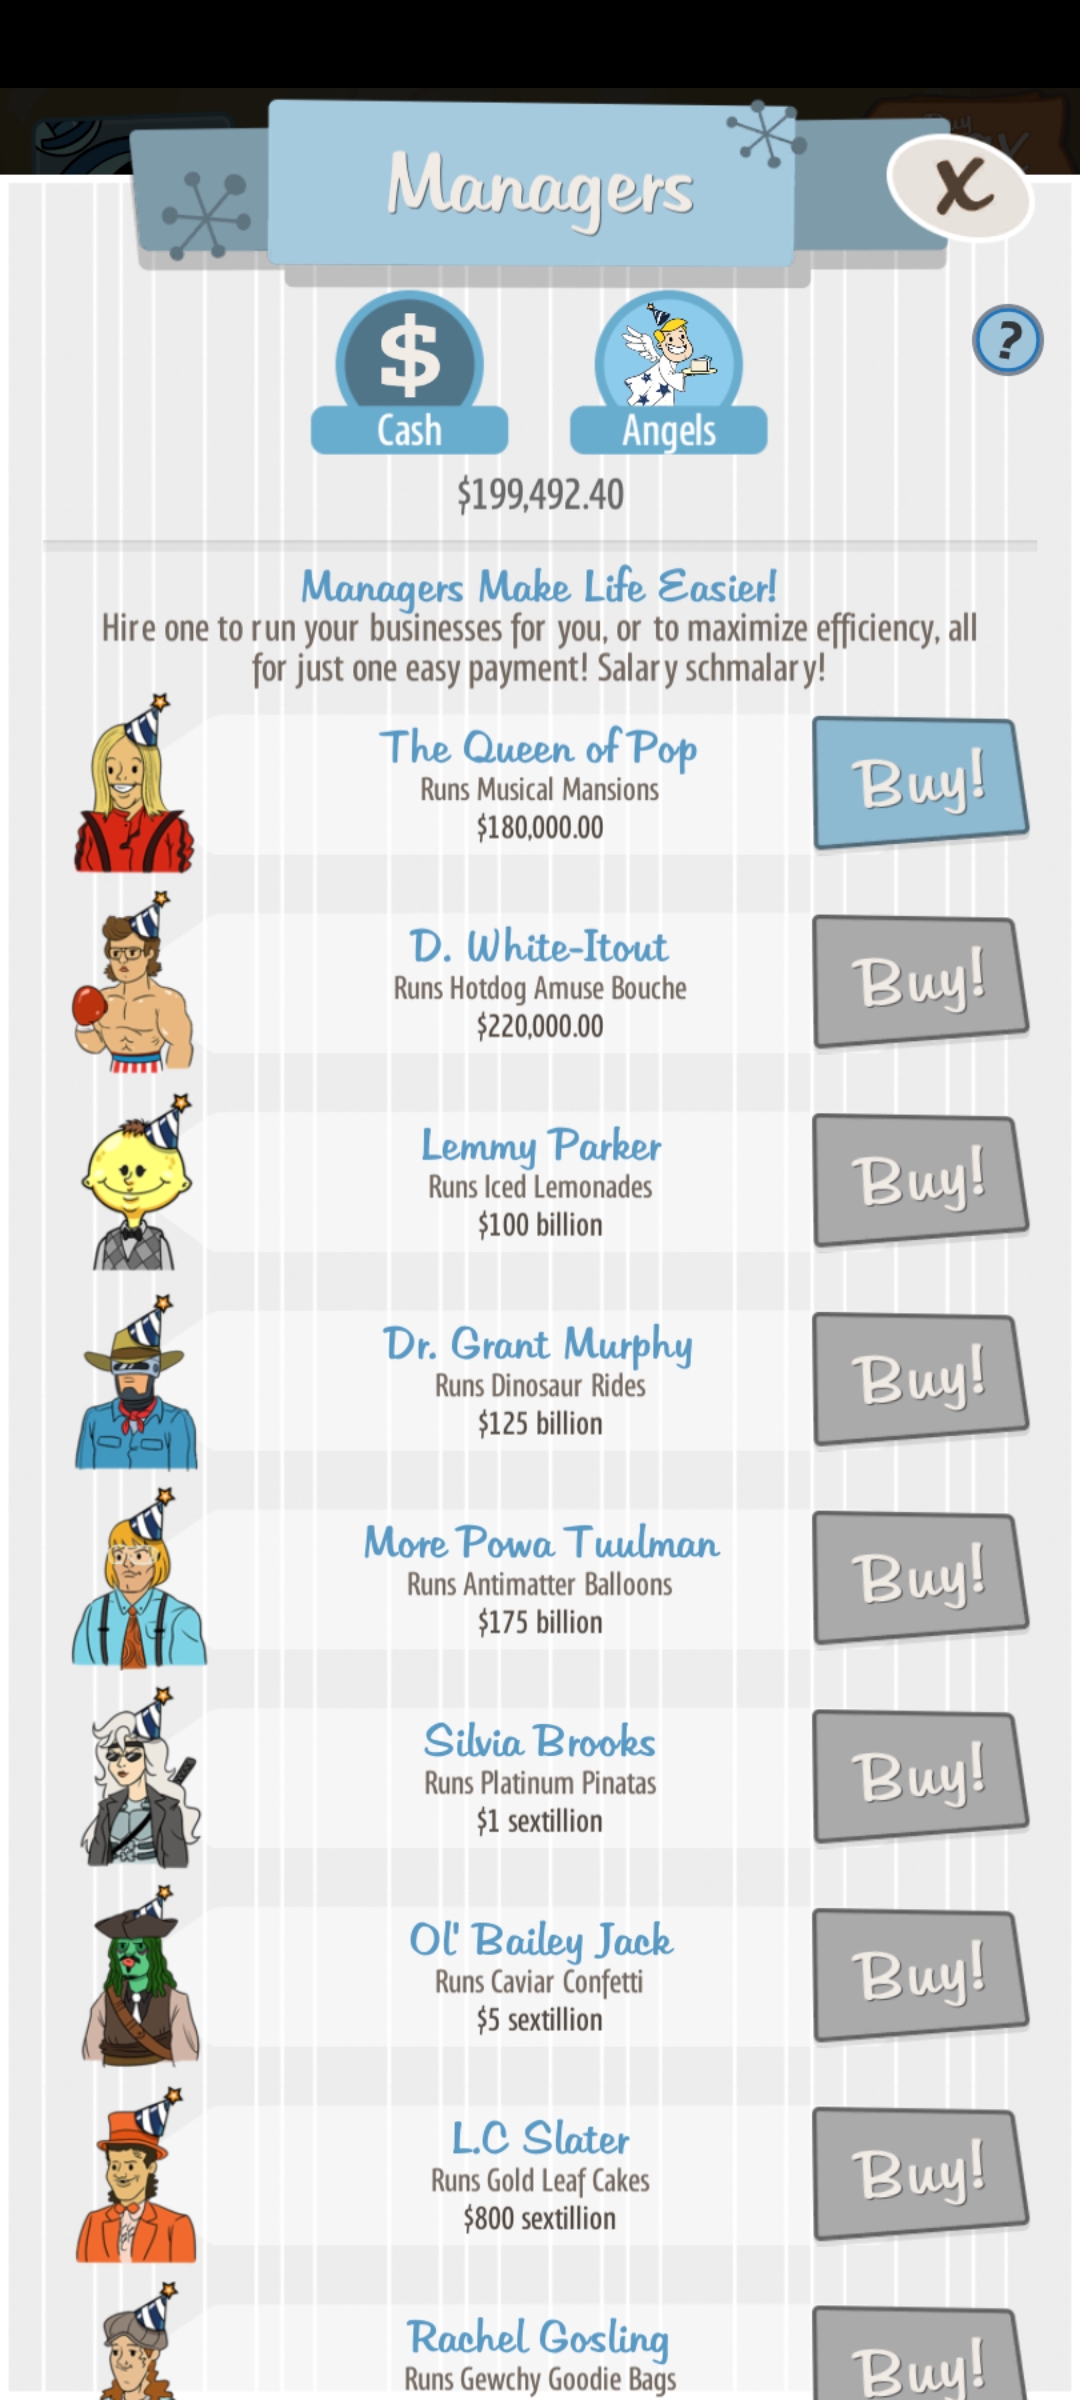 Managers
X
$
?
Cash
Angels
$199,492.40
Managers Make Life Easier!
Hire one to run your businesses for you, or to maximize efficiency, all
for just one easy payment! Salary schmalary!
The Queen of Pop
Runs Musical Mansions
$180,000.00
Buy!
D. White-Itout
Runs Hotdog Amuse Bouche
$220,000.00
Buy!
Lemmy Parker
Runs Iced Lemonades
$100 billion
Buy!
Dr. Grant Murphy
Runs Dinosaur Rides
$125 billion
Buy!
More Powa Tuulman
Runs Antimatter Balloons
$175 billion
Buy!
Silvia Brooks
Runs Platinum Pinatas
$1 sextillion
Buy!
Ol' Bailey Jack
Runs Caviar Confetti
$5 sextillion
Buy!
L.C Slater
Runs Gold Leaf Cakes
$800 sextillion
Buy!
Rachel Gosling
Runs Gewchy Goodie Bags
Buy!